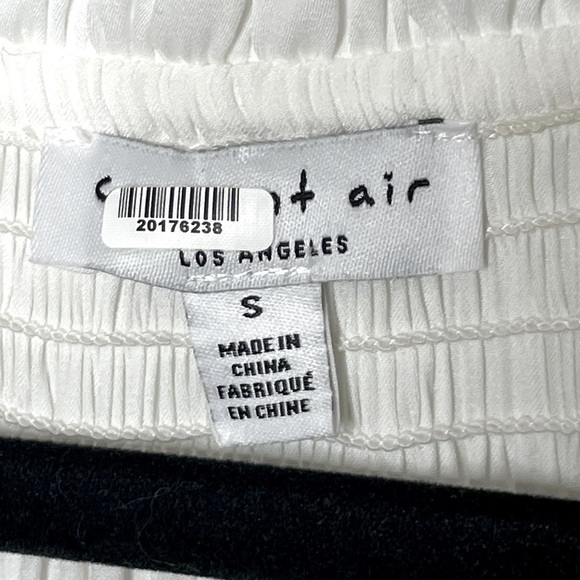 air
20176238
LOS ANGELES
S
MADE IN
CHINA
FABRIQUÉ
EN CHINE